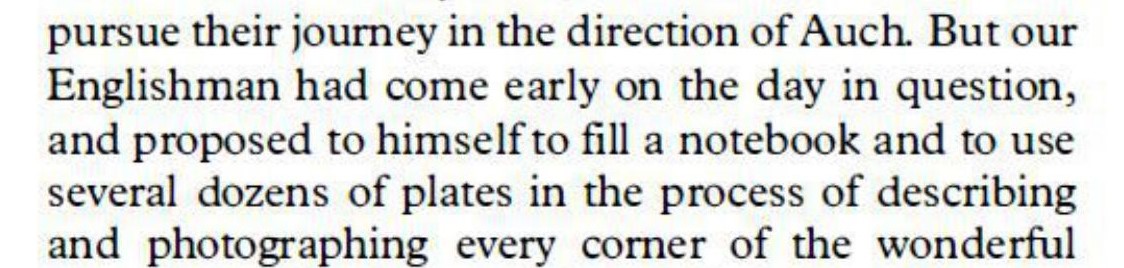 pursue their journey in the direction of Auch. But our
Englishman had come early on the day in question,
and proposed to himself to fill a notebook and to use
several dozens of plates in the process of describing
and photographing every corner of the wonderful